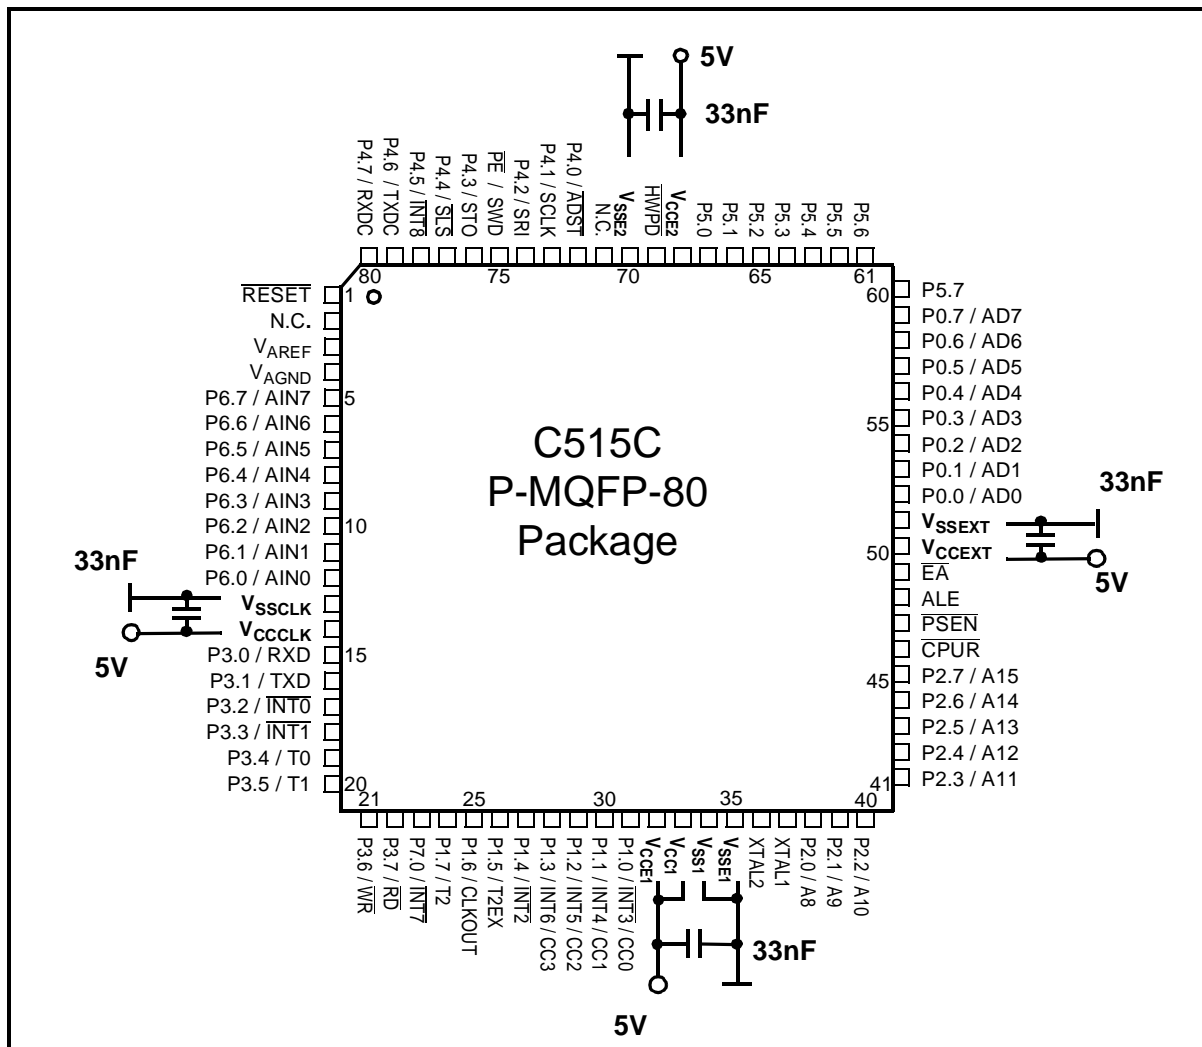 5V
33nF
P4.7 / RXDC
P4.6 / TXDC
P4.5 / INT8
P4.4 / SLS
P4.3 / STO
PE / SWD
P4.2 / SRI
P4.1 / SCLK
P4.0 / ADST
N.C.
VSSE2
HWPD
VCCE2
P5.0
P5.1
P5.2
P5.3
P5.4
P5.5
P5.6
80
75
70
65
61
RESET
N.C.
VAREF
VAGND
P6.7 / AIN7
P6.6 / AIN6
P6.5 / AIN5
P6.4 / AIN4
P6.3 / AIN3
P6.2 / AIN2
P6.1 / AIN1
P6.0 / AIN0
VSSCLK
VCCCLK
P3.0 / RXD
P3.1 / TXD
P3.2 / INT0
P3.3 / INT1
P3.4 / T0
P3.5 / T1
33nF
5V
1
5
10
15
20
C515C
P-MQFP-80
Package
60
55
50
45
41
P5.7
P0.7 / AD7
P0.6 / AD6
P0.5 / AD5
P0.4 / AD4
P0.3 / AD3
P0.2 / AD2
P0.1 / AD1
P0.0 / AD0
VSSEXT
VCCEXT
EA
ALE
PSEN
CPUR
P2.7 / A15
P2.6 / A14
P2.5 / A13
P2.4 / A12
P2.3 / A11
33nF
5V
21
25
30
35
40
P3.6 / WR
P3.7 / RD
P7.0 / INT7
P1.7 / T2
P1.6 / CLKOUT
P1.5 / T2EX
P1.4 / INT2
P1.3 / INT6 / CC3
P1.2 / INT5 / CC2
P1.1 / INT4 / CC1
P1.0 / INT3 / CC0
VCCE1
VCC1
VSS1
VSSE1
XTAL2
XTAL1
P2.0 / A8
P2.1 / A9
P2.2 / A10
33nF
5V